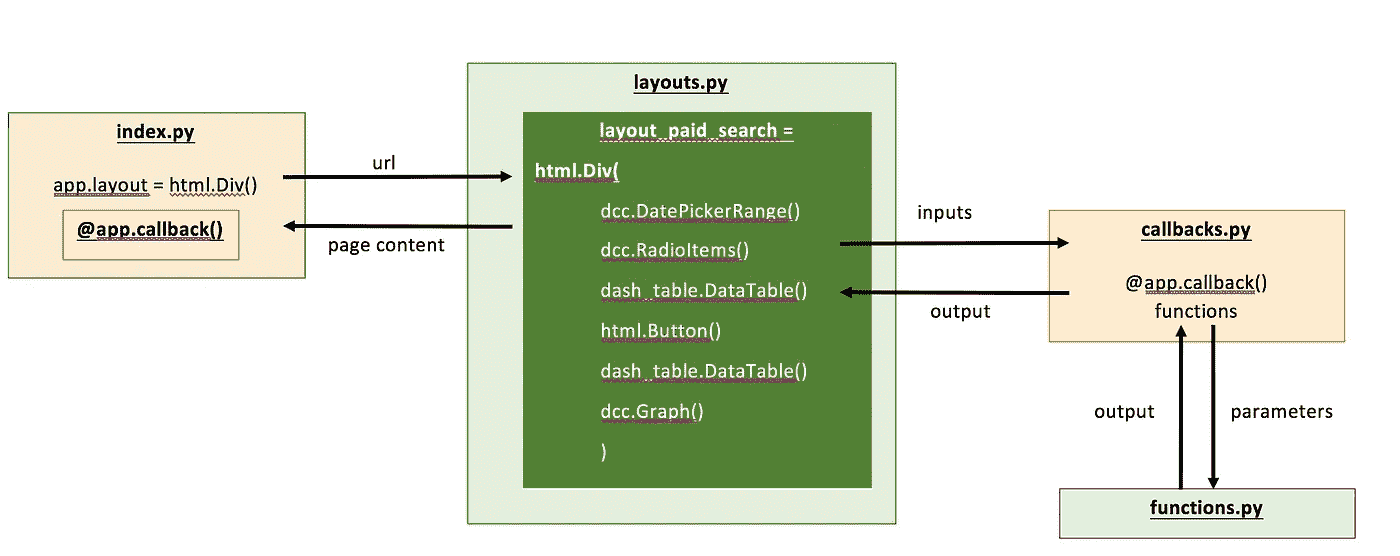 index.py
app.layout = html.Div()
@app.callback()
url
page content
layouts.py
layout_paid_search =
html.Div(
dcc.DatePickerRange()
dcc.RadioItems()
dash_table.DataTable()
html.Button()
dash_table.DataTable()
dcc.Graph()
)
inputs
output
callbacks.py
@app.callback()
functions
output
parameters
functions.py